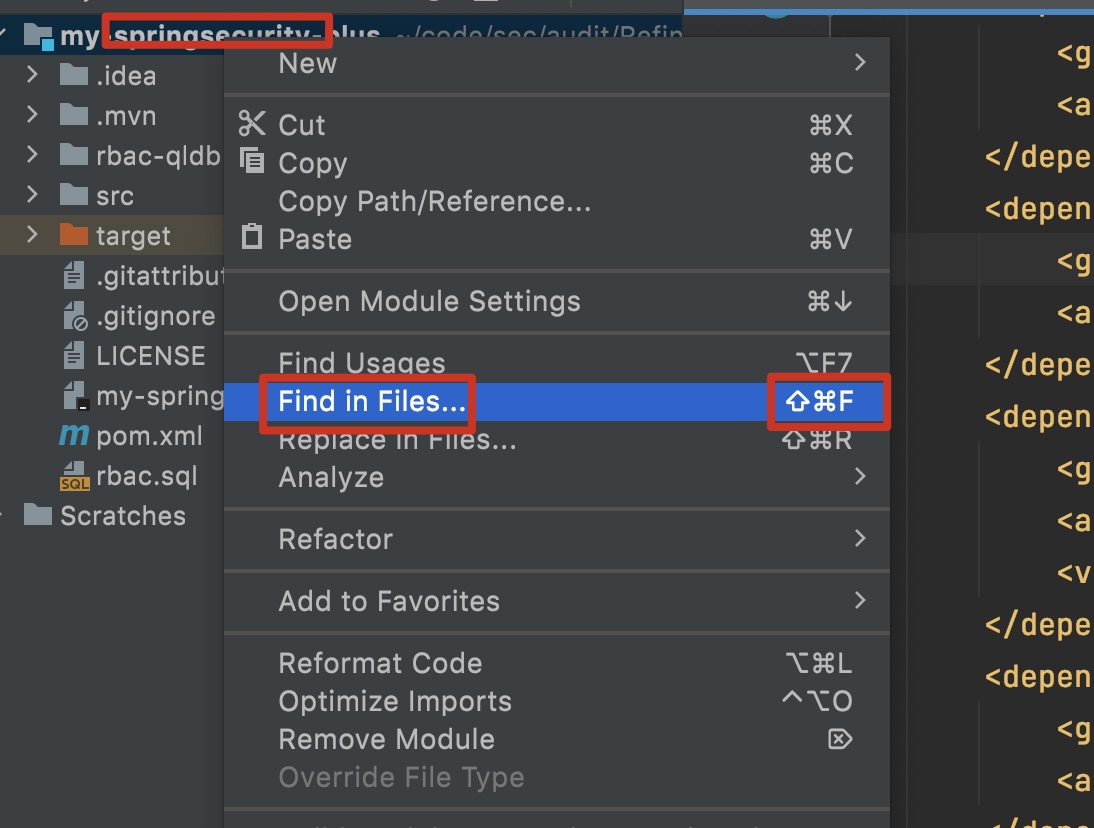 my-springsecurity-plus ~/code/sec/audit/Refin
.idea
.mvn
rbac-qldb
src
target
.gitattribut
.gitignore
LICENSE
my-spring
pom.xml
SQL rbac.sql
Scratches
New
Cut ⌘X
Copy ⌘C
Copy Path/Reference...
Paste ⌘V
Open Module Settings ⌘↓
Find Usages ⌥F7
Find in Files... ⇧⌘F
Replace in Files... ⇧⌘R
Analyze
Refactor
Add to Favorites
Reformat Code ⌥⌘L
Optimize Imports ^⌥O
Remove Module ⌦
Override File Type
<g
<a
</depe
<depen
<g
<a
</depe
<depen
<g
<a
<v
</depe
<depen
<g
<a
</depe